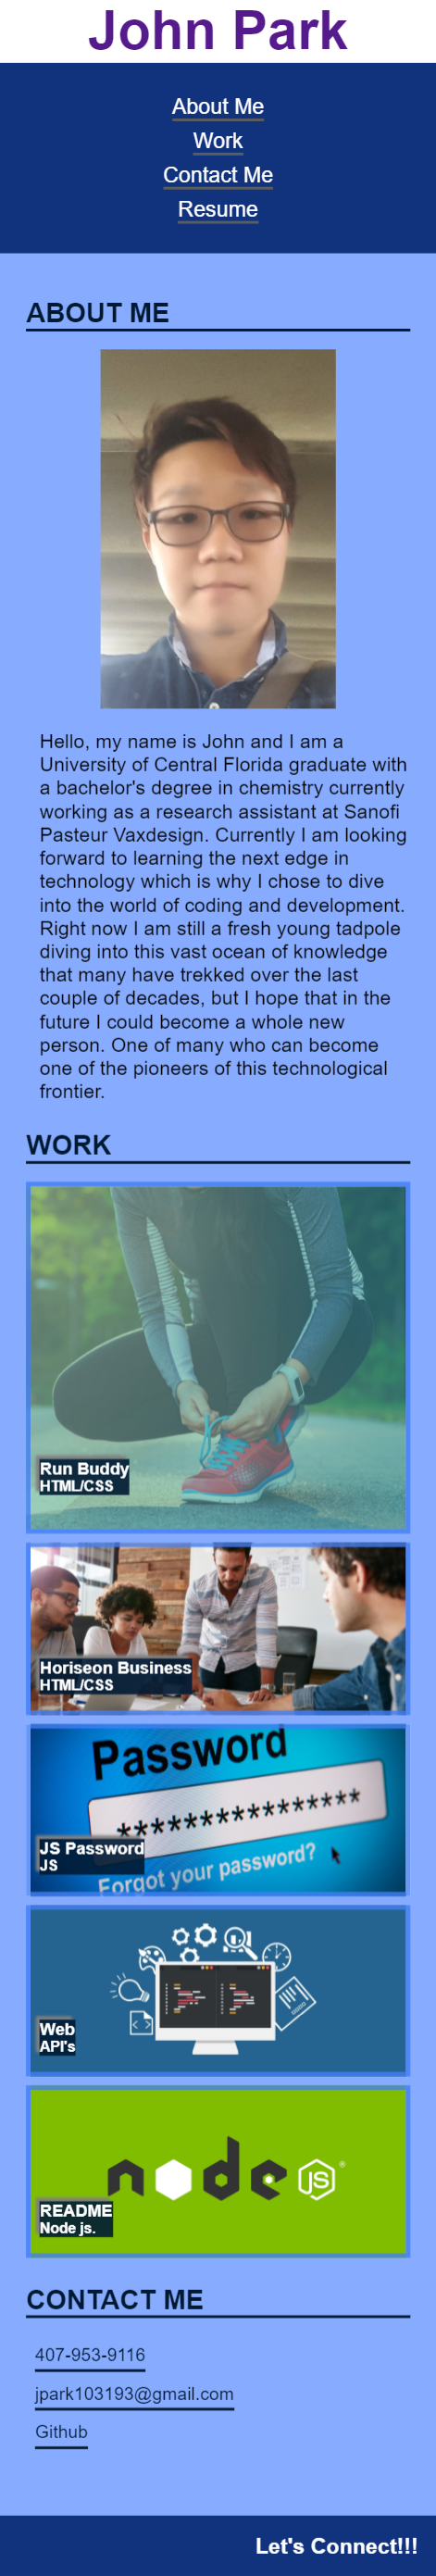 John Park
About Me
Work
Contact Me
Resume
ABOUT ME
Hello, my name is John and I am a
University of Central Florida graduate with
a bachelor's degree in chemistry currently
working as a research assistant at Sanofi
Pasteur Vaxdesign. Currently I am looking
forward to learning the next edge in
technology which is why I chose to dive
into the world of coding and development.
Right now I am still a fresh young tadpole
diving into this vast ocean of knowledge
that many have trekked over the last
couple of decades, but I hope that in the
future I could become a whole new
person. One of many who can become
one of the pioneers of this technological
frontier.
WORK
Run Buddy
HTML/CSS
Horiseon Business
HTML/CSS
Password
****************
JS Password
JS
Forgot your password?
Web
API's
node JS ®
README
Node js.
CONTACT ME
407-953-9116
jpark103193@gmail.com
Github
Let's Connect!!!